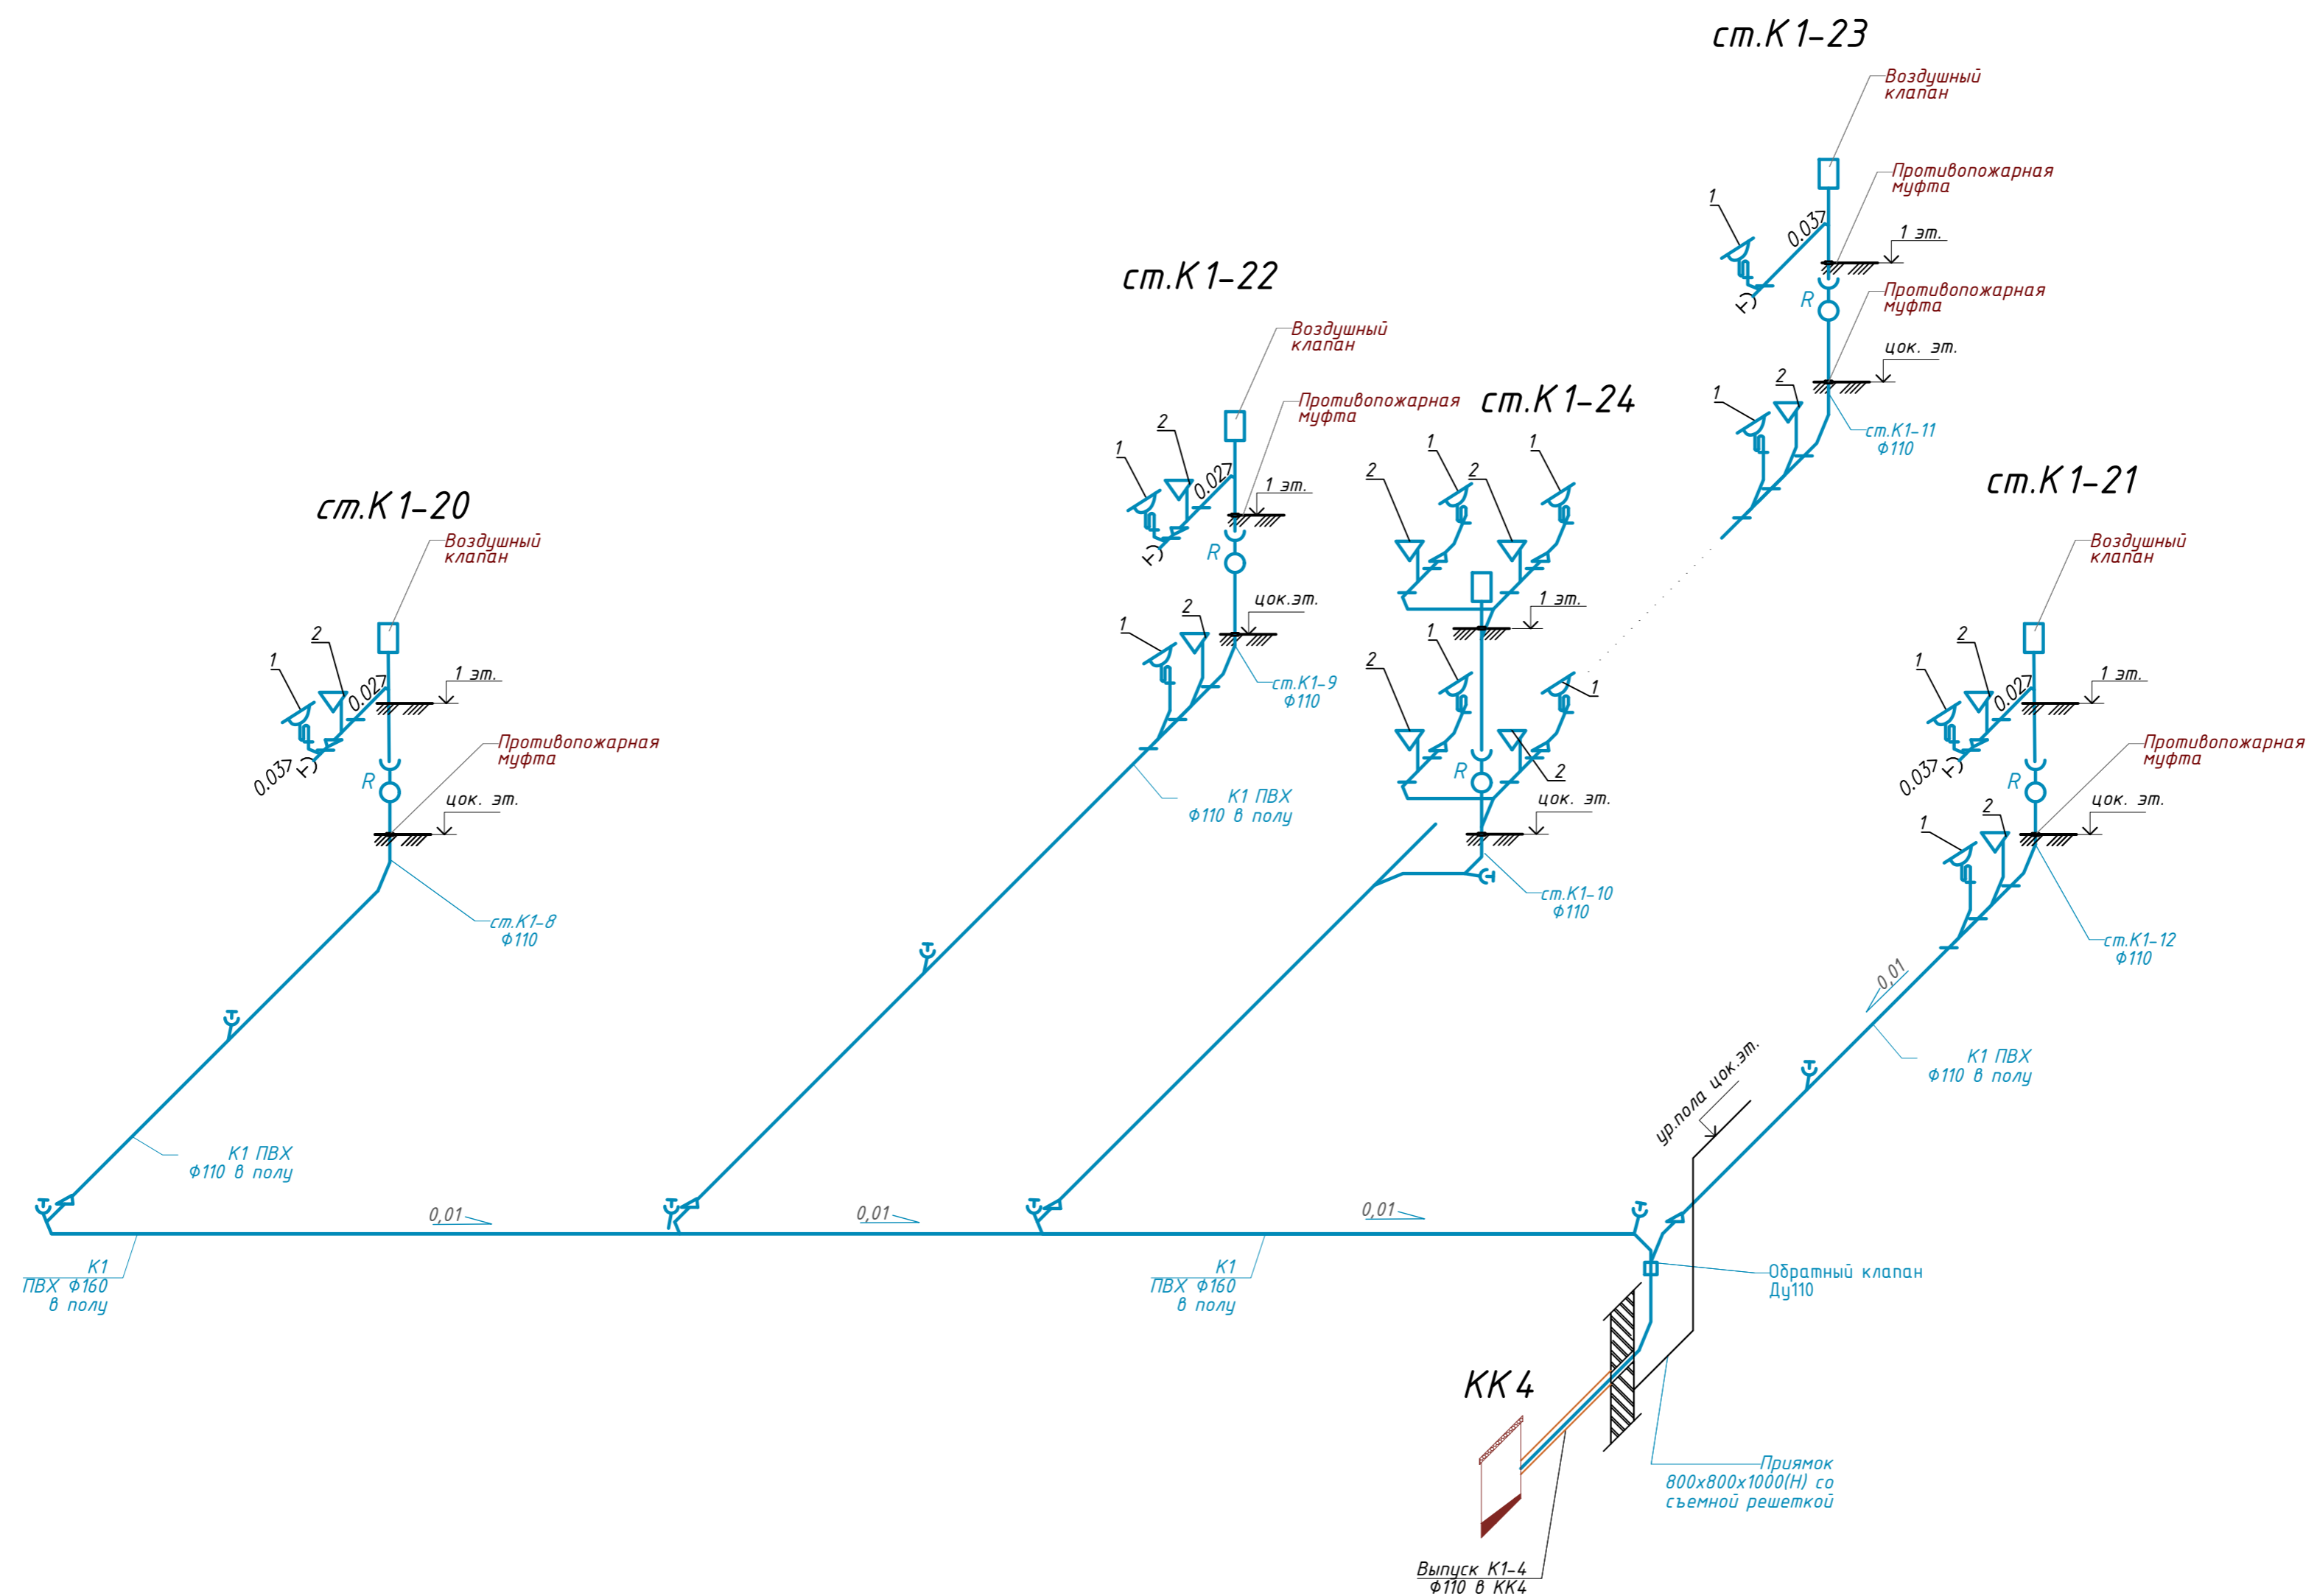 ст.К1-23
Воздушный
клапан
Противопожарная
муфта
1
0.03
1 эт.
Противопожарная
муфта
R
цок. эт.
1
2
ст.К1-11
Ф110
ст.К1-22
Воздушный
клапан
Противопожарная
муфта
1
2
0.02
1 эт.
R
цок.эт.
1
2
ст.К1-9
Ф110
К1 ПВХ
Ф110 в полу
ст.К1-24
2
1
2
1
1 эт.
2
1
1
2
R
цок. эт.
ст.К1-10
Ф110
ст.К1-21
Воздушный
клапан
1
2
0.02
1 эт.
0.03
Противопожарная
муфта
R
цок. эт.
1
2
ст.К1-12
Ф110
0,01
К1 ПВХ
Ф110 в полу
ст.К1-20
Воздушный
клапан
1
2
0.02
1 эт.
0.03
Противопожарная
муфта
R
цок. эт.
ст.К1-8
Ф110
К1 ПВХ
Ф110 в полу
ур.пола цок.эт.
0,01
0,01
0,01
К1
ПВХ Ф160
в полу
К1
ПВХ Ф160
в полу
Обратный клапан
Ду110
КК4
Приямок
800х800х1000(Н) со
съемной решеткой
Выпуск К1-4
Ф110 в КК4